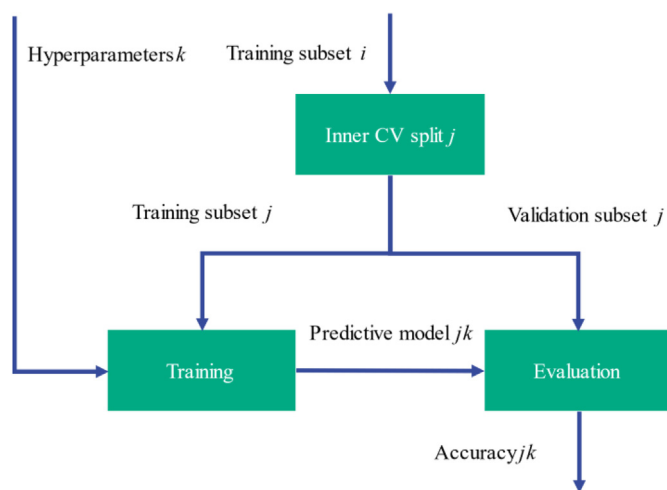 Hyperparameters k
Training subset i
Inner CV split j
Training subset j
Validation subset j
Predictive model jk
Training
Evaluation
Accuracy jk